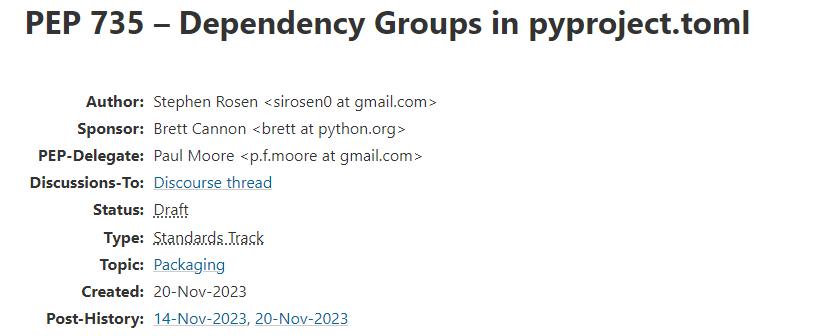 PEP 735 – Dependency Groups in pyproject.toml
Author: Stephen Rosen <sirosen0 at gmail.com>
Sponsor: Brett Cannon <brett at python.org>
PEP-Delegate: Paul Moore <p.f.moore at gmail.com>
Discussions-To: Discourse thread
Status: Draft
Type: Standards Track
Topic: Packaging
Created: 20-Nov-2023
Post-History: 14-Nov-2023, 20-Nov-2023